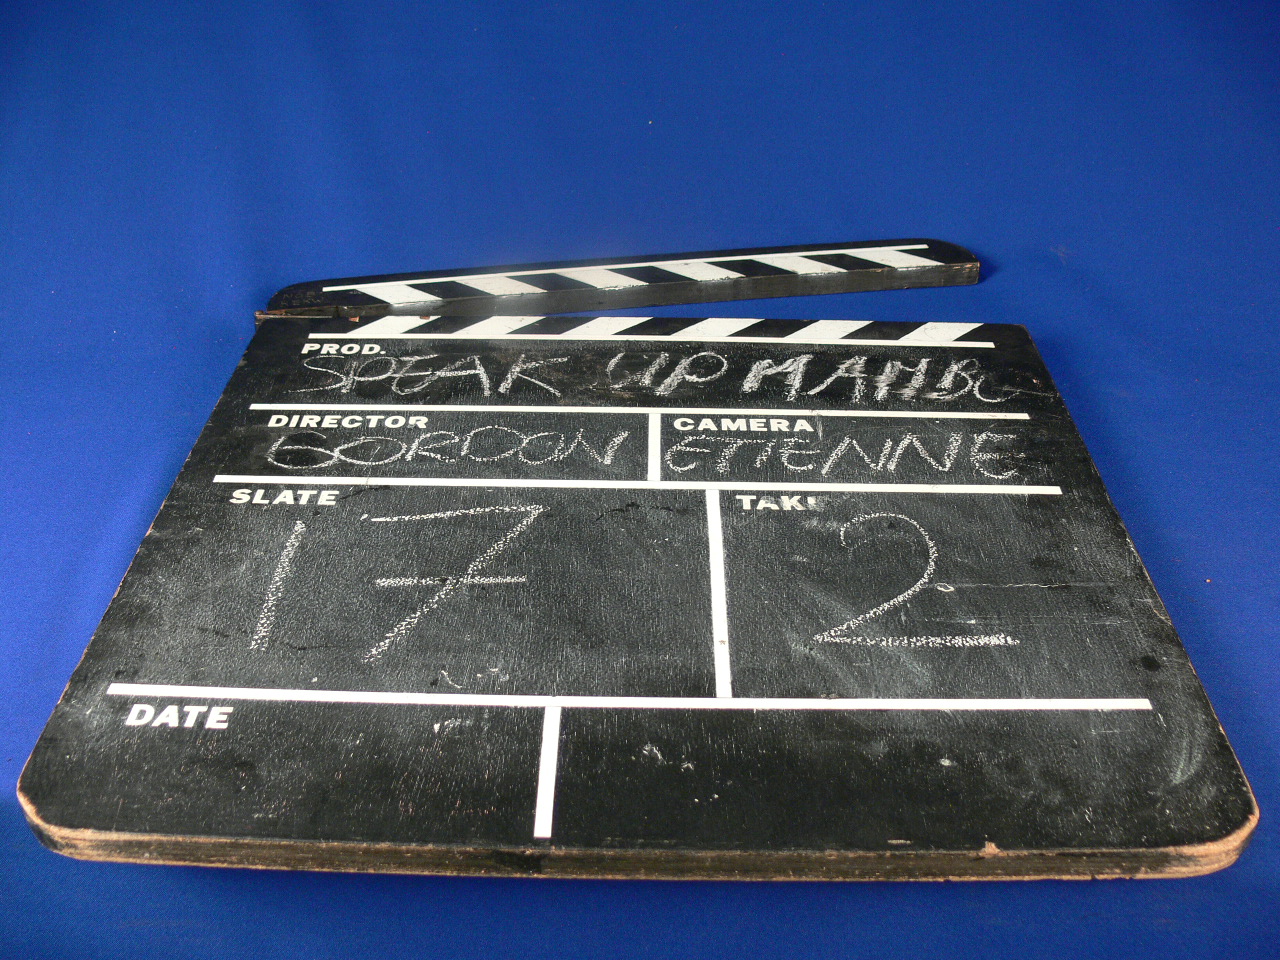 PROD.
SPEAK UP MAMBO
DIRECTOR
GORDON
CAMERA
ETIENNE
SLATE
17
TAKE
2
DATE